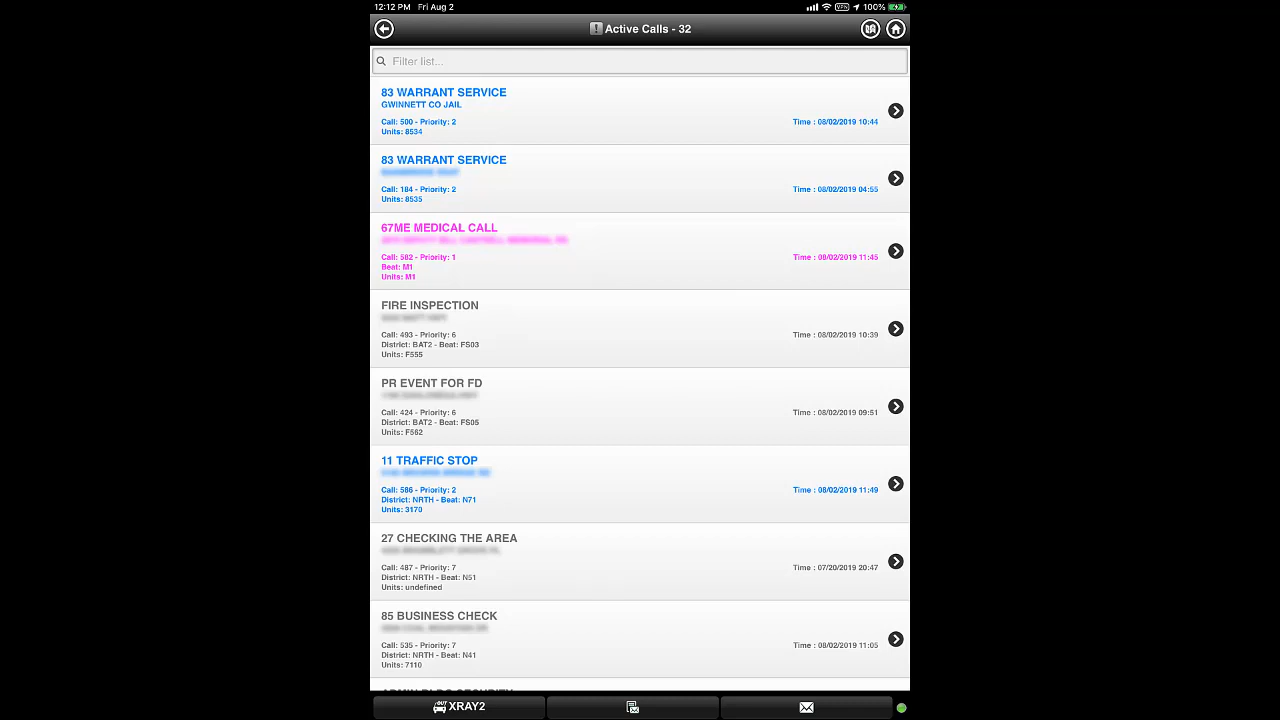 12:12 PM Fri Aug 2
VPN 100%
Active Calls - 32
Filter list...
83 WARRANT SERVICE
GWINNETT CO JAIL
Call: 500 - Priority: 2
Time : 08/02/2019 10:44
Units: 8534
83 WARRANT SERVICE
Call: 184 - Priority: 2
Time : 08/02/2019 04:55
Units: 8535
67ME MEDICAL CALL
Call: 582 - Priority: 1
Time : 08/02/2019 11:45
Beat: M1
Units: M1
FIRE INSPECTION
Call: 493 - Priority: 6
Time : 08/02/2019 10:39
District: BAT2 - Beat: FS03
Units: F555
PR EVENT FOR FD
Call: 424 - Priority: 6
Time : 08/02/2019 09:51
District: BAT2 - Beat: FS05
Units: F562
11 TRAFFIC STOP
Call: 586 - Priority: 2
Time : 08/02/2019 11:49
District: NRTH - Beat: N71
Units: 3170
27 CHECKING THE AREA
Call: 487 - Priority: 7
Time : 07/20/2019 20:47
District: NRTH - Beat: N51
Units: undefined
85 BUSINESS CHECK
Call: 535 - Priority: 7
Time : 08/02/2019 11:05
District: NRTH - Beat: N41
Units: 7110
OUT XRAY2